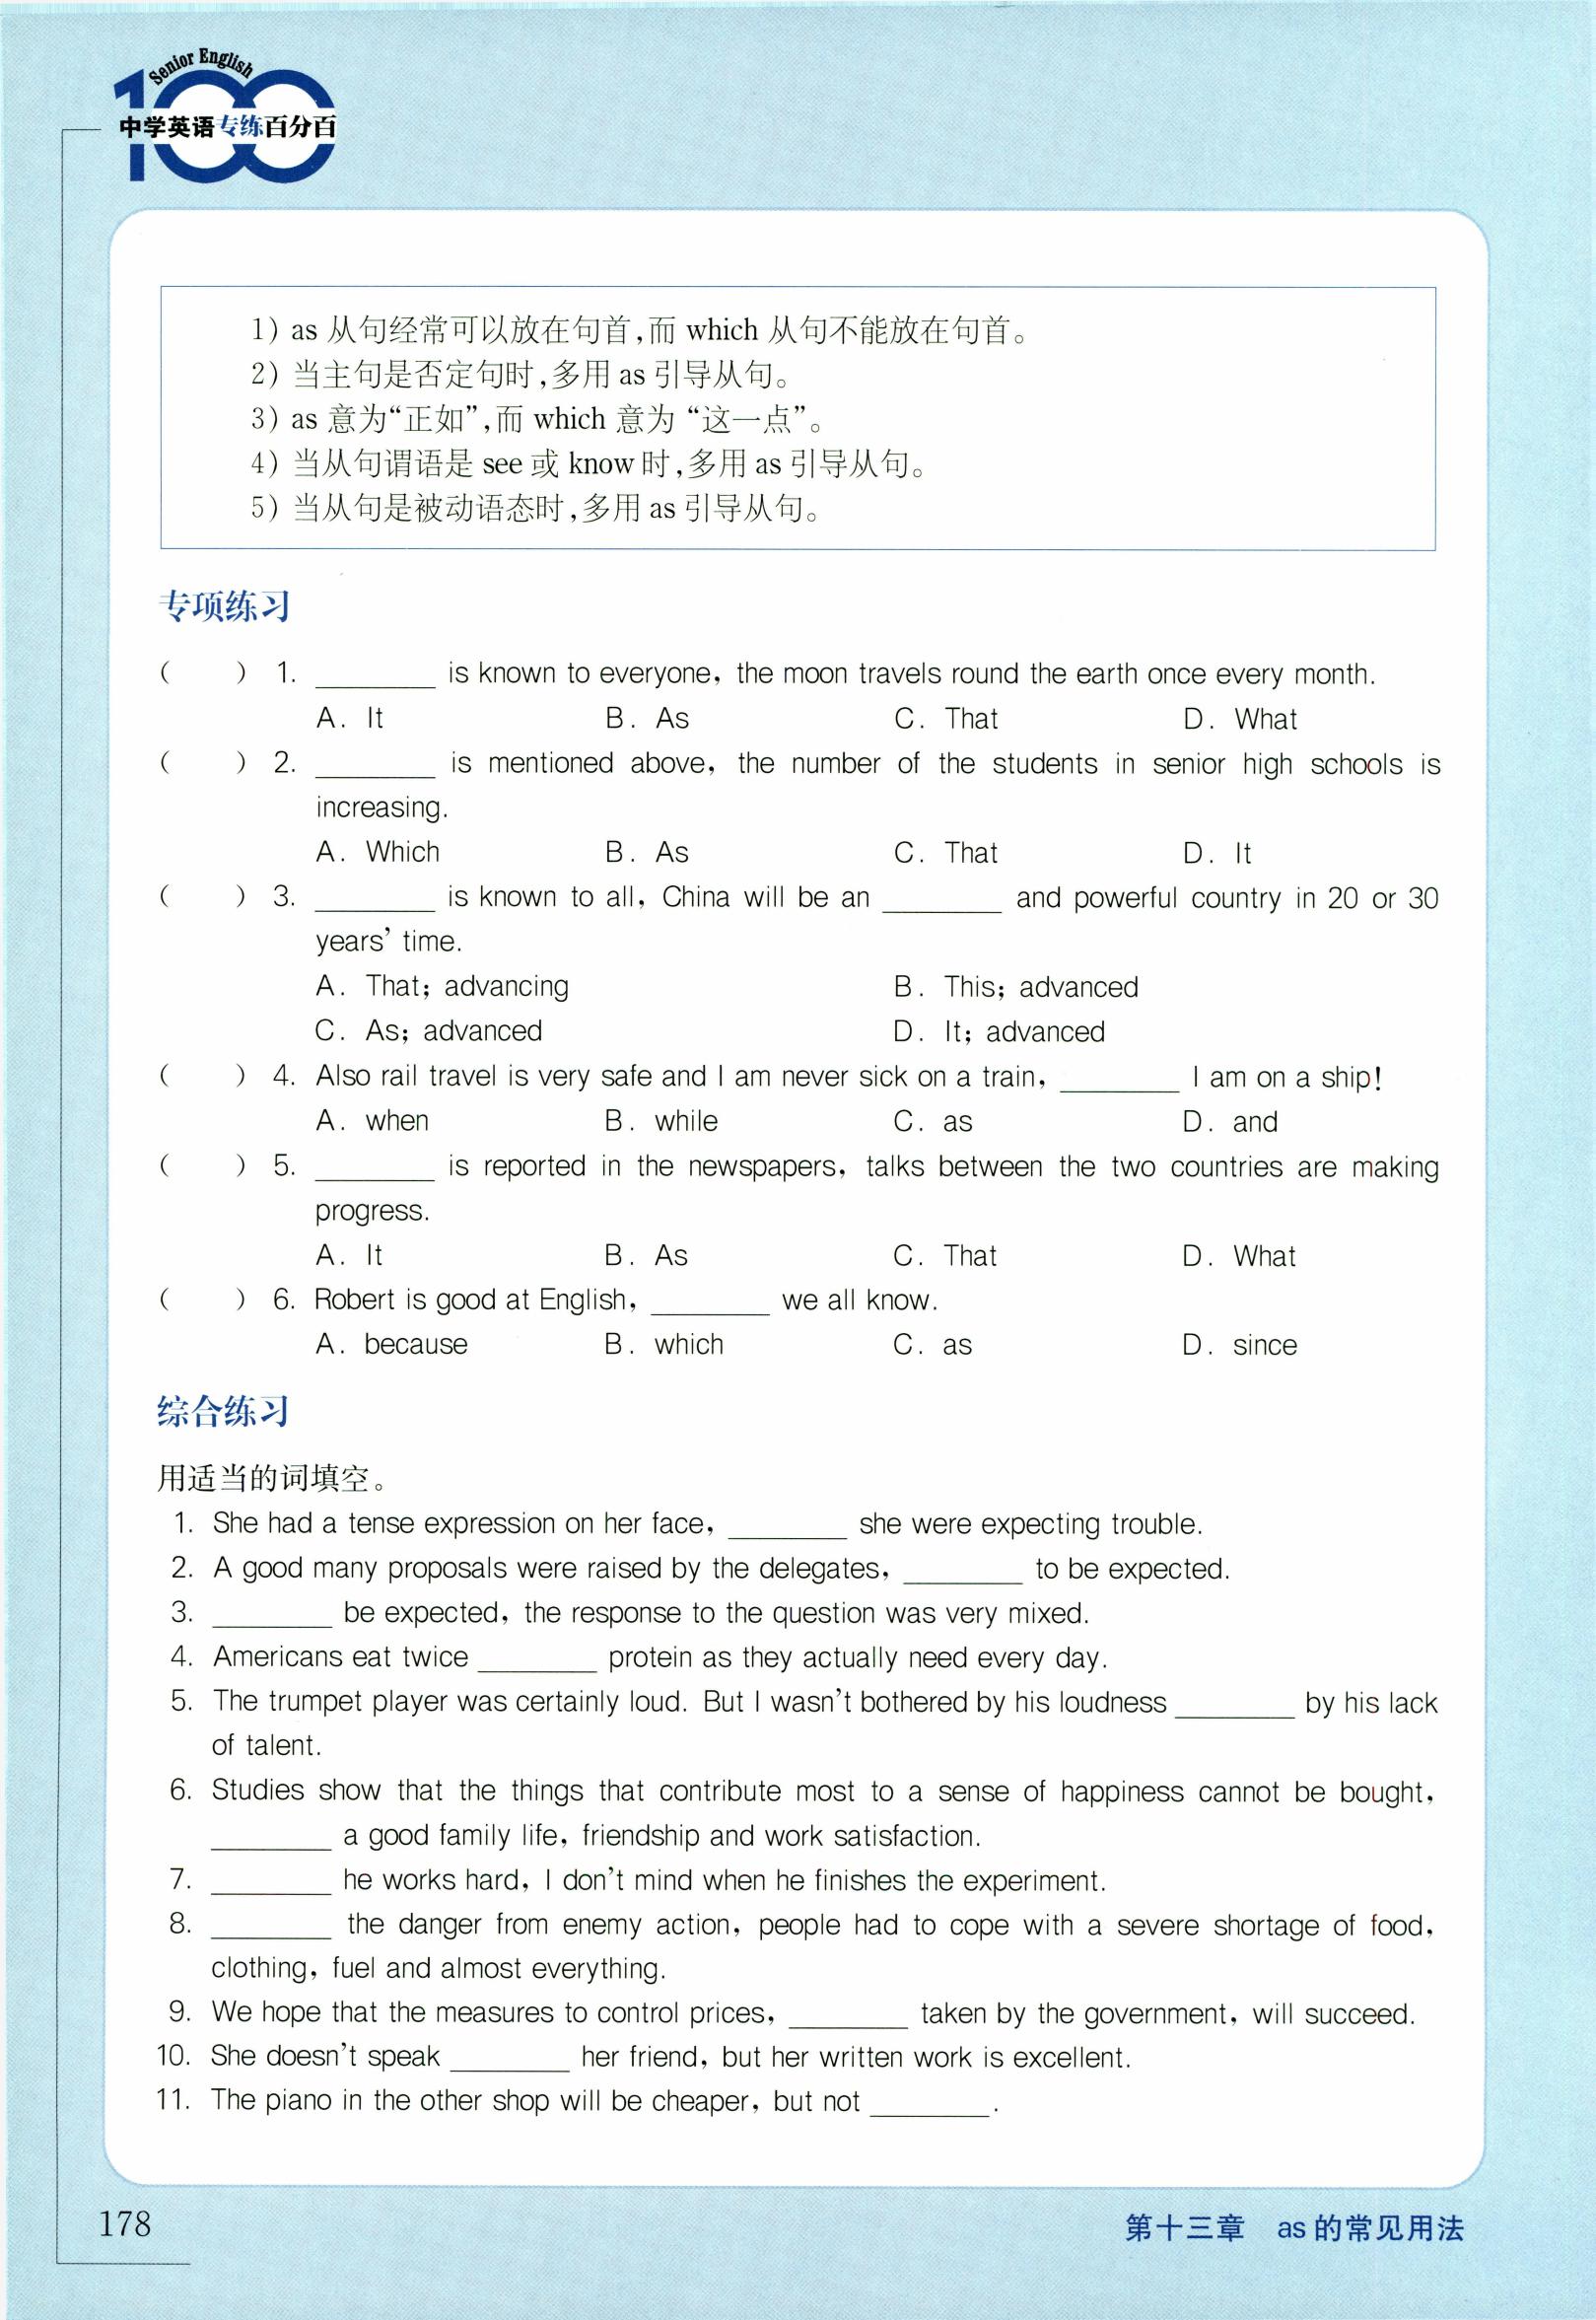 Senior English
100
中学英语专练百分百
1) as 从句经常可以放在句首,而 which 从句不能放在句首。
2) 当主句是否定句时,多用 as 引导从句。
3) as 意为“正如”,而 which 意为 “这一点”。
4) 当从句谓语是 see 或 know 时,多用 as 引导从句。
5) 当从句是被动语态时,多用 as 引导从句。
专项练习
(    ) 1. ________ is known to everyone, the moon travels round the earth once every month.
A. It B. As C. That D. What
(    ) 2. ________ is mentioned above, the number of the students in senior high schools is
increasing.
A. Which B. As C. That D. It
(    ) 3. ________ is known to all, China will be an ________ and powerful country in 20 or 30
years' time.
A. That; advancing B. This; advanced
C. As; advanced D. It; advanced
(    ) 4. Also rail travel is very safe and I am never sick on a train, ________ I am on a ship!
A. when B. while C. as D. and
(    ) 5. ________ is reported in the newspapers, talks between the two countries are making
progress.
A. It B. As C. That D. What
(    ) 6. Robert is good at English, ________ we all know.
A. because B. which C. as D. since
综合练习
用适当的词填空。
1. She had a tense expression on her face, ________ she were expecting trouble.
2. A good many proposals were raised by the delegates, ________ to be expected.
3. ________ be expected, the response to the question was very mixed.
4. Americans eat twice ________ protein as they actually need every day.
5. The trumpet player was certainly loud. But I wasn't bothered by his loudness ________ by his lack
of talent.
6. Studies show that the things that contribute most to a sense of happiness cannot be bought,
________ a good family life, friendship and work satisfaction.
7. ________ he works hard, I don't mind when he finishes the experiment.
8. ________ the danger from enemy action, people had to cope with a severe shortage of food,
clothing, fuel and almost everything.
9. We hope that the measures to control prices, ________ taken by the government, will succeed.
10. She doesn't speak ________ her friend, but her written work is excellent.
11. The piano in the other shop will be cheaper, but not ________.
178
第十三章 as 的常见用法